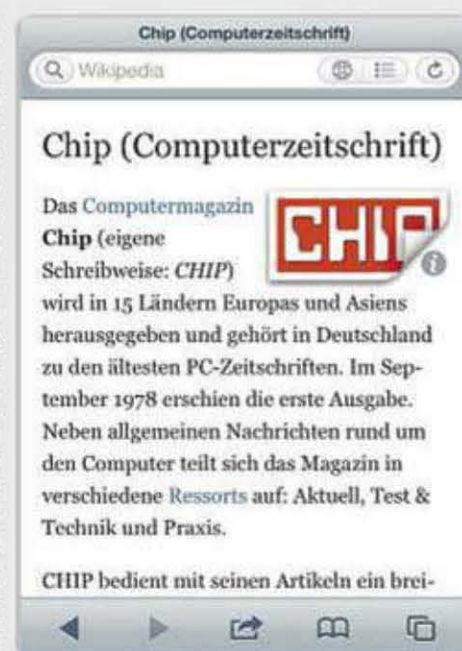 Chip (Computerzeitschrift)
Wikipedia
Chip (Computerzeitschrift)
Das Computermagazin
Chip (eigene
Schreibweise: CHIP)
CHIP
wird in 15 Ländern Europas und Asiens
herausgegeben und gehört in Deutschland
zu den ältesten PC-Zeitschriften. Im Sep-
tember 1978 erschien die erste Ausgabe.
Neben allgemeinen Nachrichten rund um
den Computer teilt sich das Magazin in
verschiedene Ressorts auf: Aktuell, Test &
Technik und Praxis.
CHIP bedient mit seinen Artikeln ein brei-